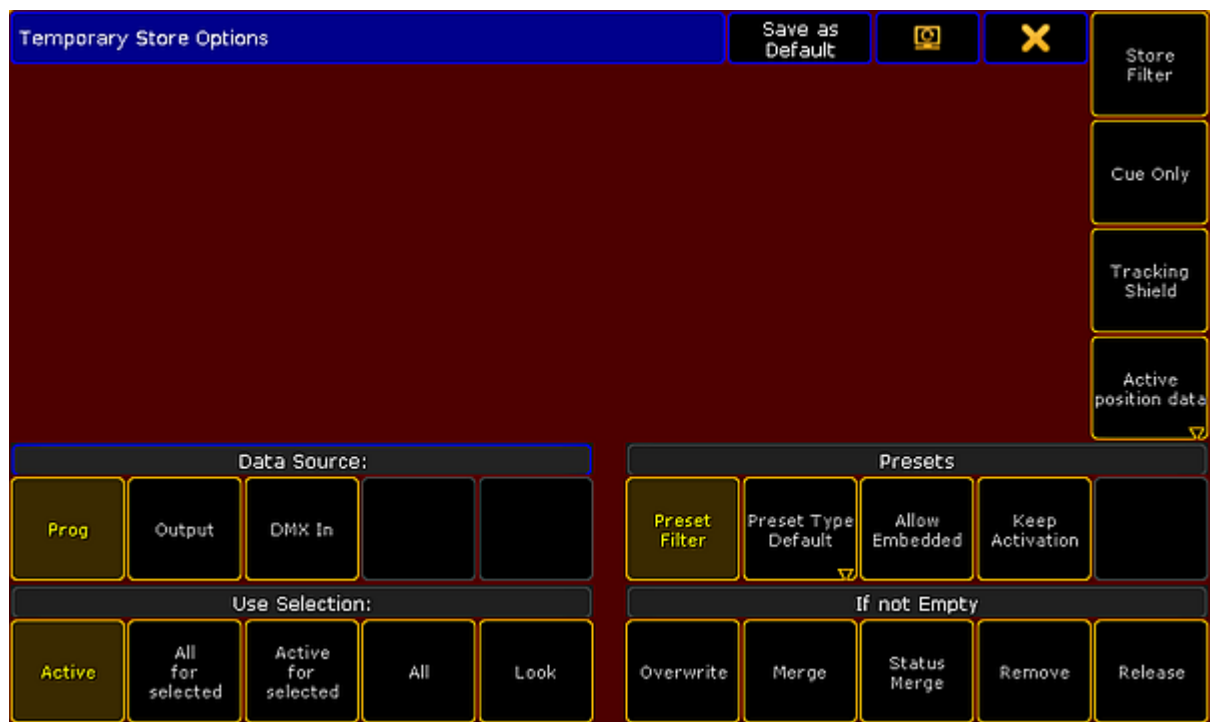 Temporary Store Options
Save as
Default
Store
Filter
Cue Only
Tracking
Shield
Active
position data
Data Source:
Prog
Output
DMX In
Presets
Preset
Filter
Preset Type
Default
Allow
Embedded
Keep
Activation
Use Selection:
Active
All
for
selected
Active
for
selected
All
Look
If not Empty
Overwrite
Merge
Status
Merge
Remove
Release